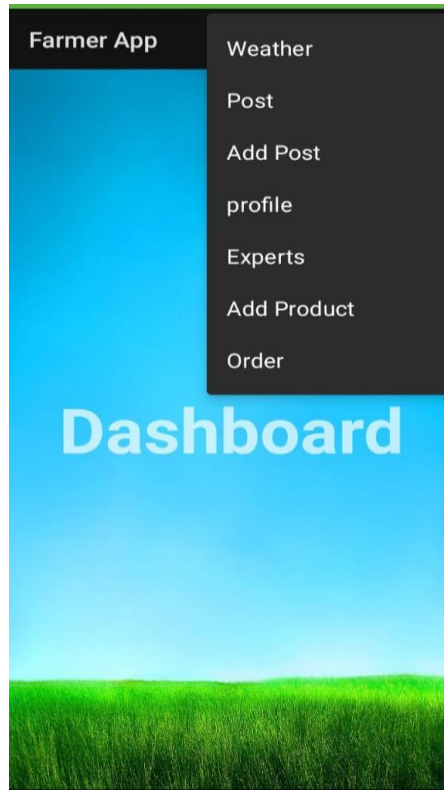 Farmer App
Weather
Post
Add Post
profile
Experts
Add Product
Order
Dashboard